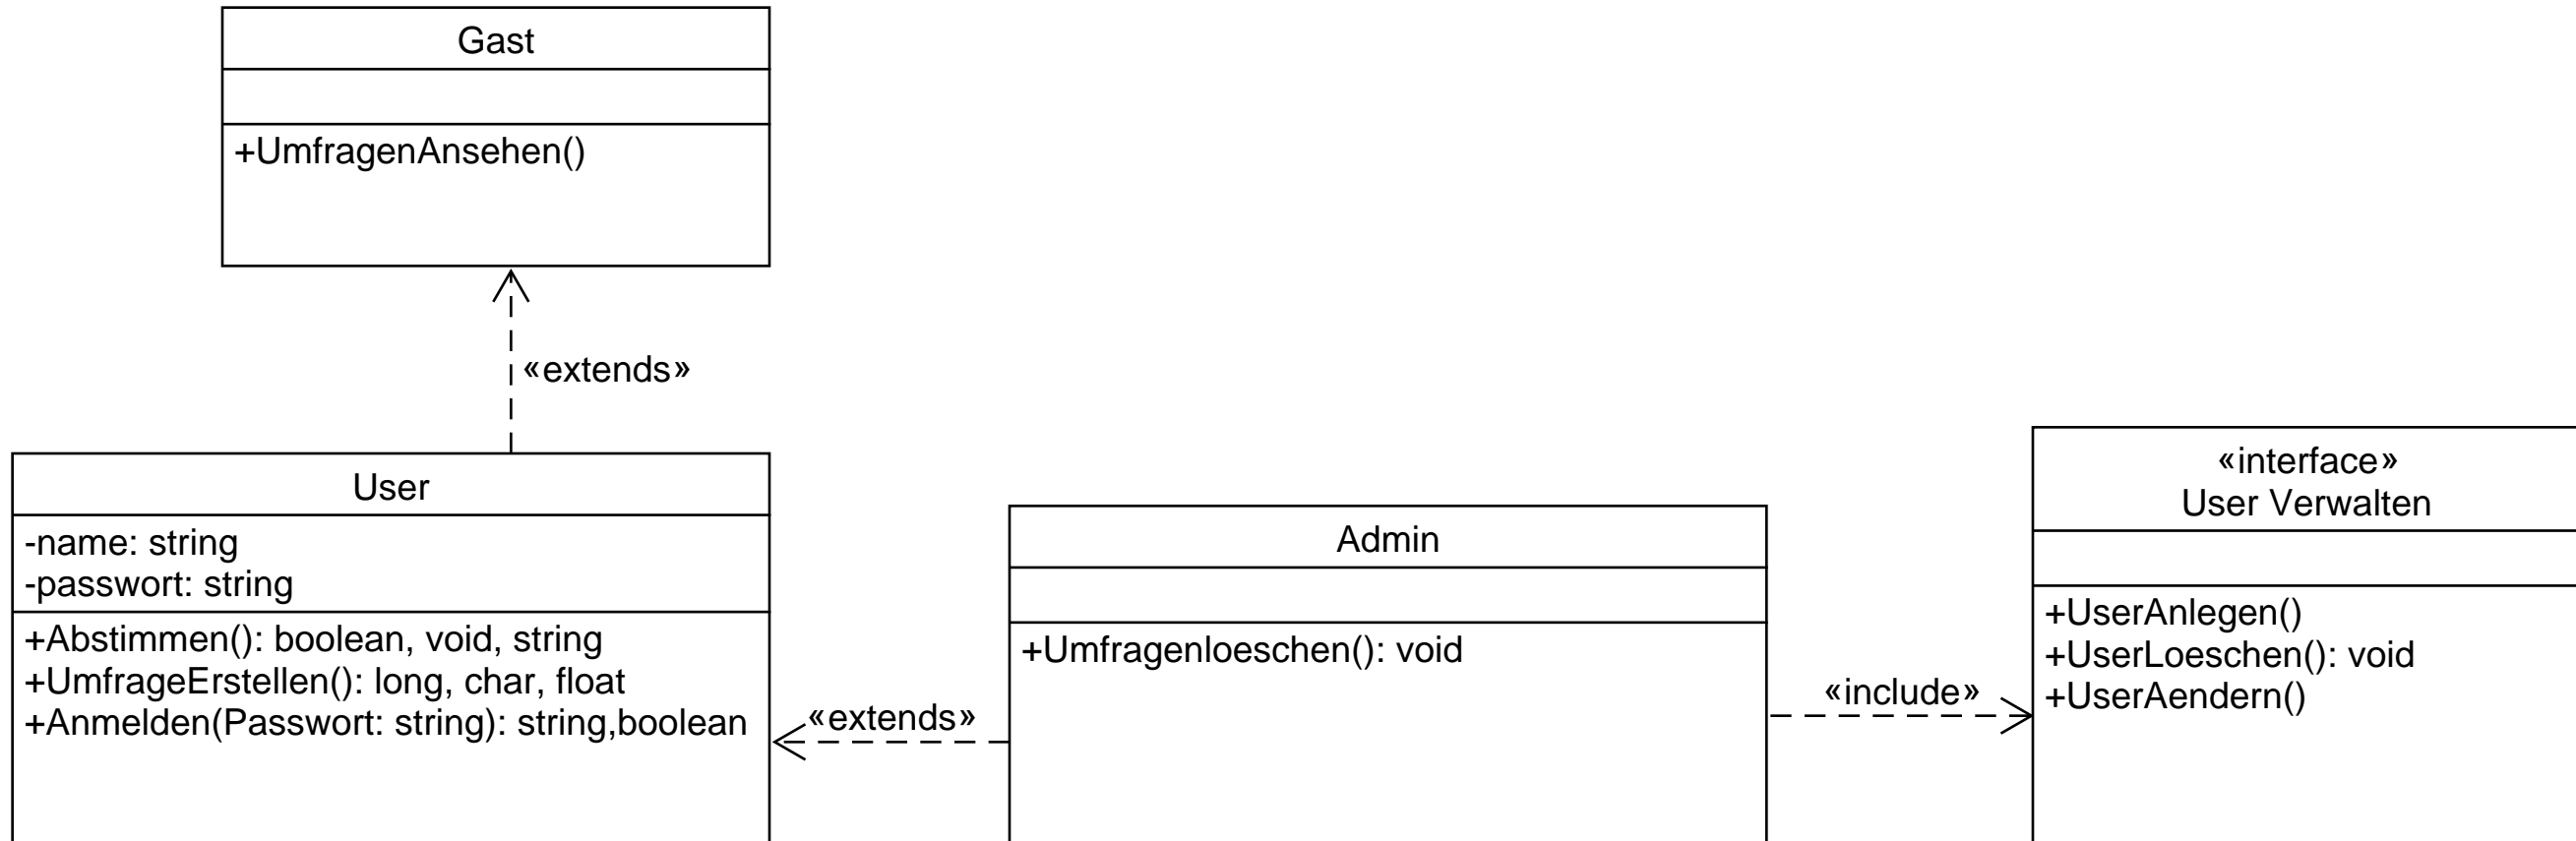 Gast
+UmfragenAnsehen()
«extends»
User
-name: string
-passwort: string
+Abstimmen(): boolean, void, string
+UmfrageErstellen(): long, char, float
+Anmelden(Passwort: string): string,boolean
«extends»
Admin
+Umfragenloeschen(): void
«include»
«interface»
User Verwalten
+UserAnlegen()
+UserLoeschen(): void
+UserAendern()